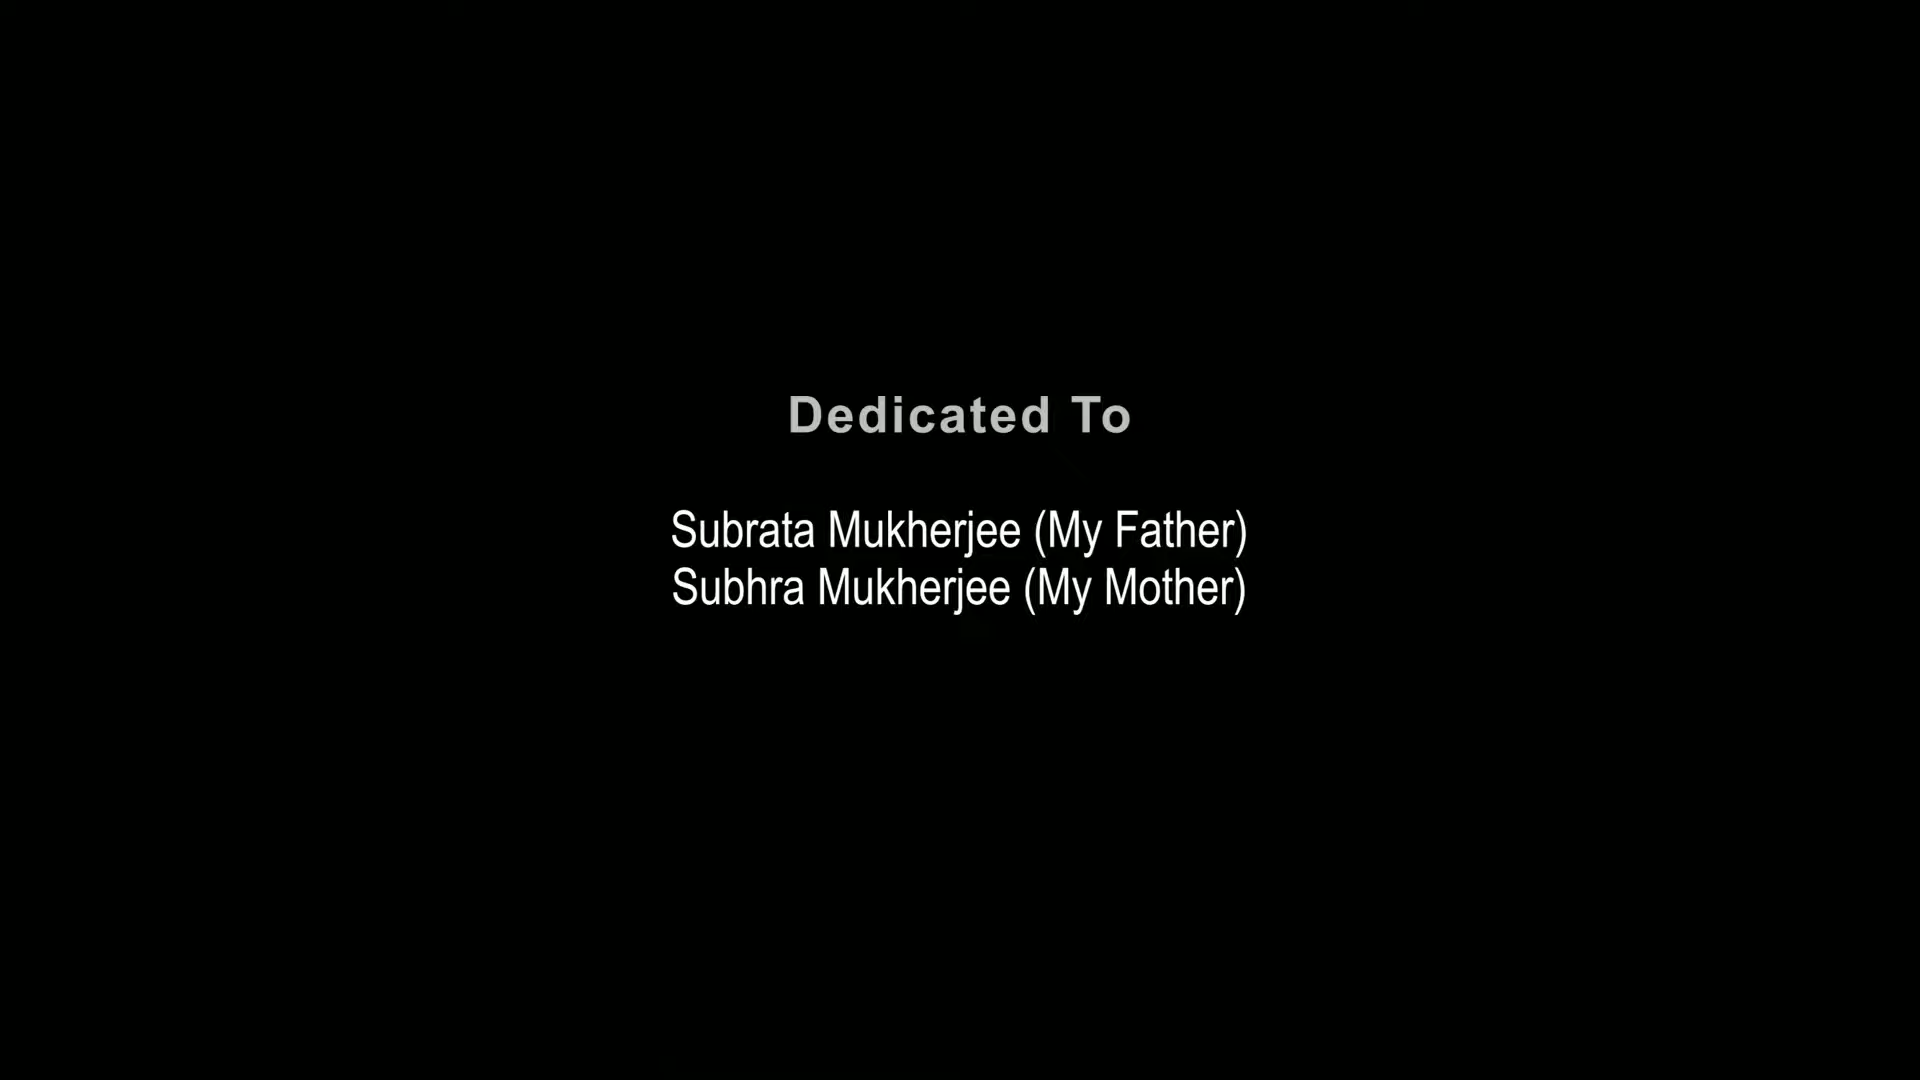 Dedicated To
Subrata Mukherjee (My Father)
Subhra Mukherjee (My Mother)